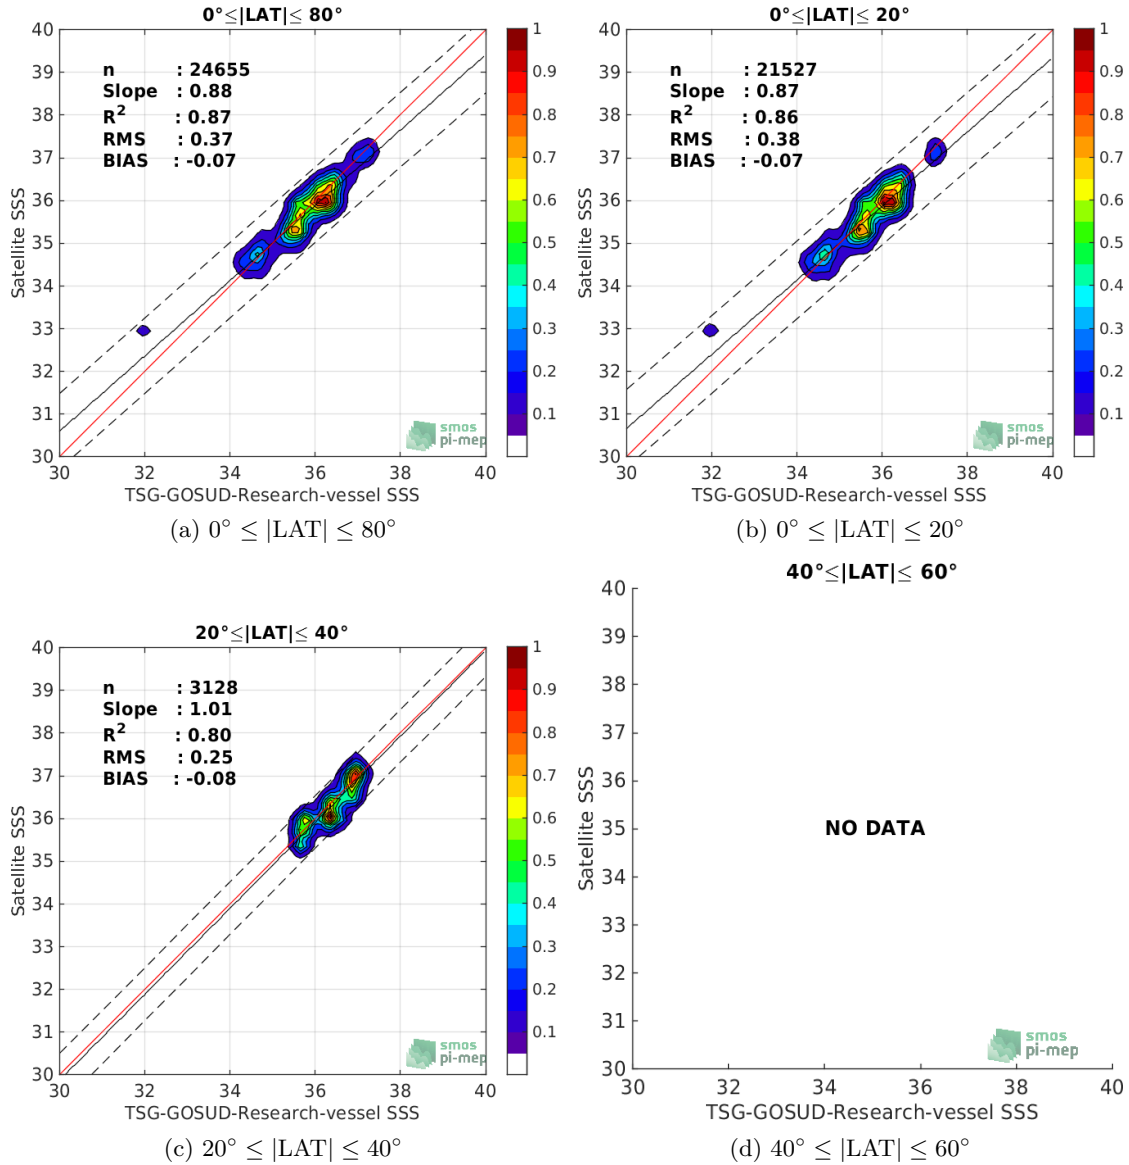 0°≤|LAT|≤ 80°
n : 24655
Slope : 0.88
R² : 0.87
RMS : 0.37
BIAS : -0.07
40
39
38
37
36
35
34
33
32
31
30
30 32 34 36 38 40
Satellite SSS
TSG-GOSUD-Research-vessel SSS
1
0.9
0.8
0.7
0.6
0.5
0.4
0.3
0.2
0.1
smos
pi-mep
(a) 0° ≤ |LAT| ≤ 80°
0°≤|LAT|≤ 20°
n : 21527
Slope : 0.87
R² : 0.86
RMS : 0.38
BIAS : -0.07
40
39
38
37
36
35
34
33
32
31
30
30 32 34 36 38 40
Satellite SSS
TSG-GOSUD-Research-vessel SSS
1
0.9
0.8
0.7
0.6
0.5
0.4
0.3
0.2
0.1
smos
pi-mep
(b) 0° ≤ |LAT| ≤ 20°
20°≤|LAT|≤ 40°
n : 3128
Slope : 1.01
R² : 0.80
RMS : 0.25
BIAS : -0.08
40
39
38
37
36
35
34
33
32
31
30
30 32 34 36 38 40
Satellite SSS
TSG-GOSUD-Research-vessel SSS
1
0.9
0.8
0.7
0.6
0.5
0.4
0.3
0.2
0.1
smos
pi-mep
(c) 20° ≤ |LAT| ≤ 40°
40°≤|LAT|≤ 60°
40
39
38
37
36
35
34
33
32
31
30
30 32 34 36 38 40
Satellite SSS
NO DATA
TSG-GOSUD-Research-vessel SSS
smos
pi-mep
(d) 40° ≤ |LAT| ≤ 60°